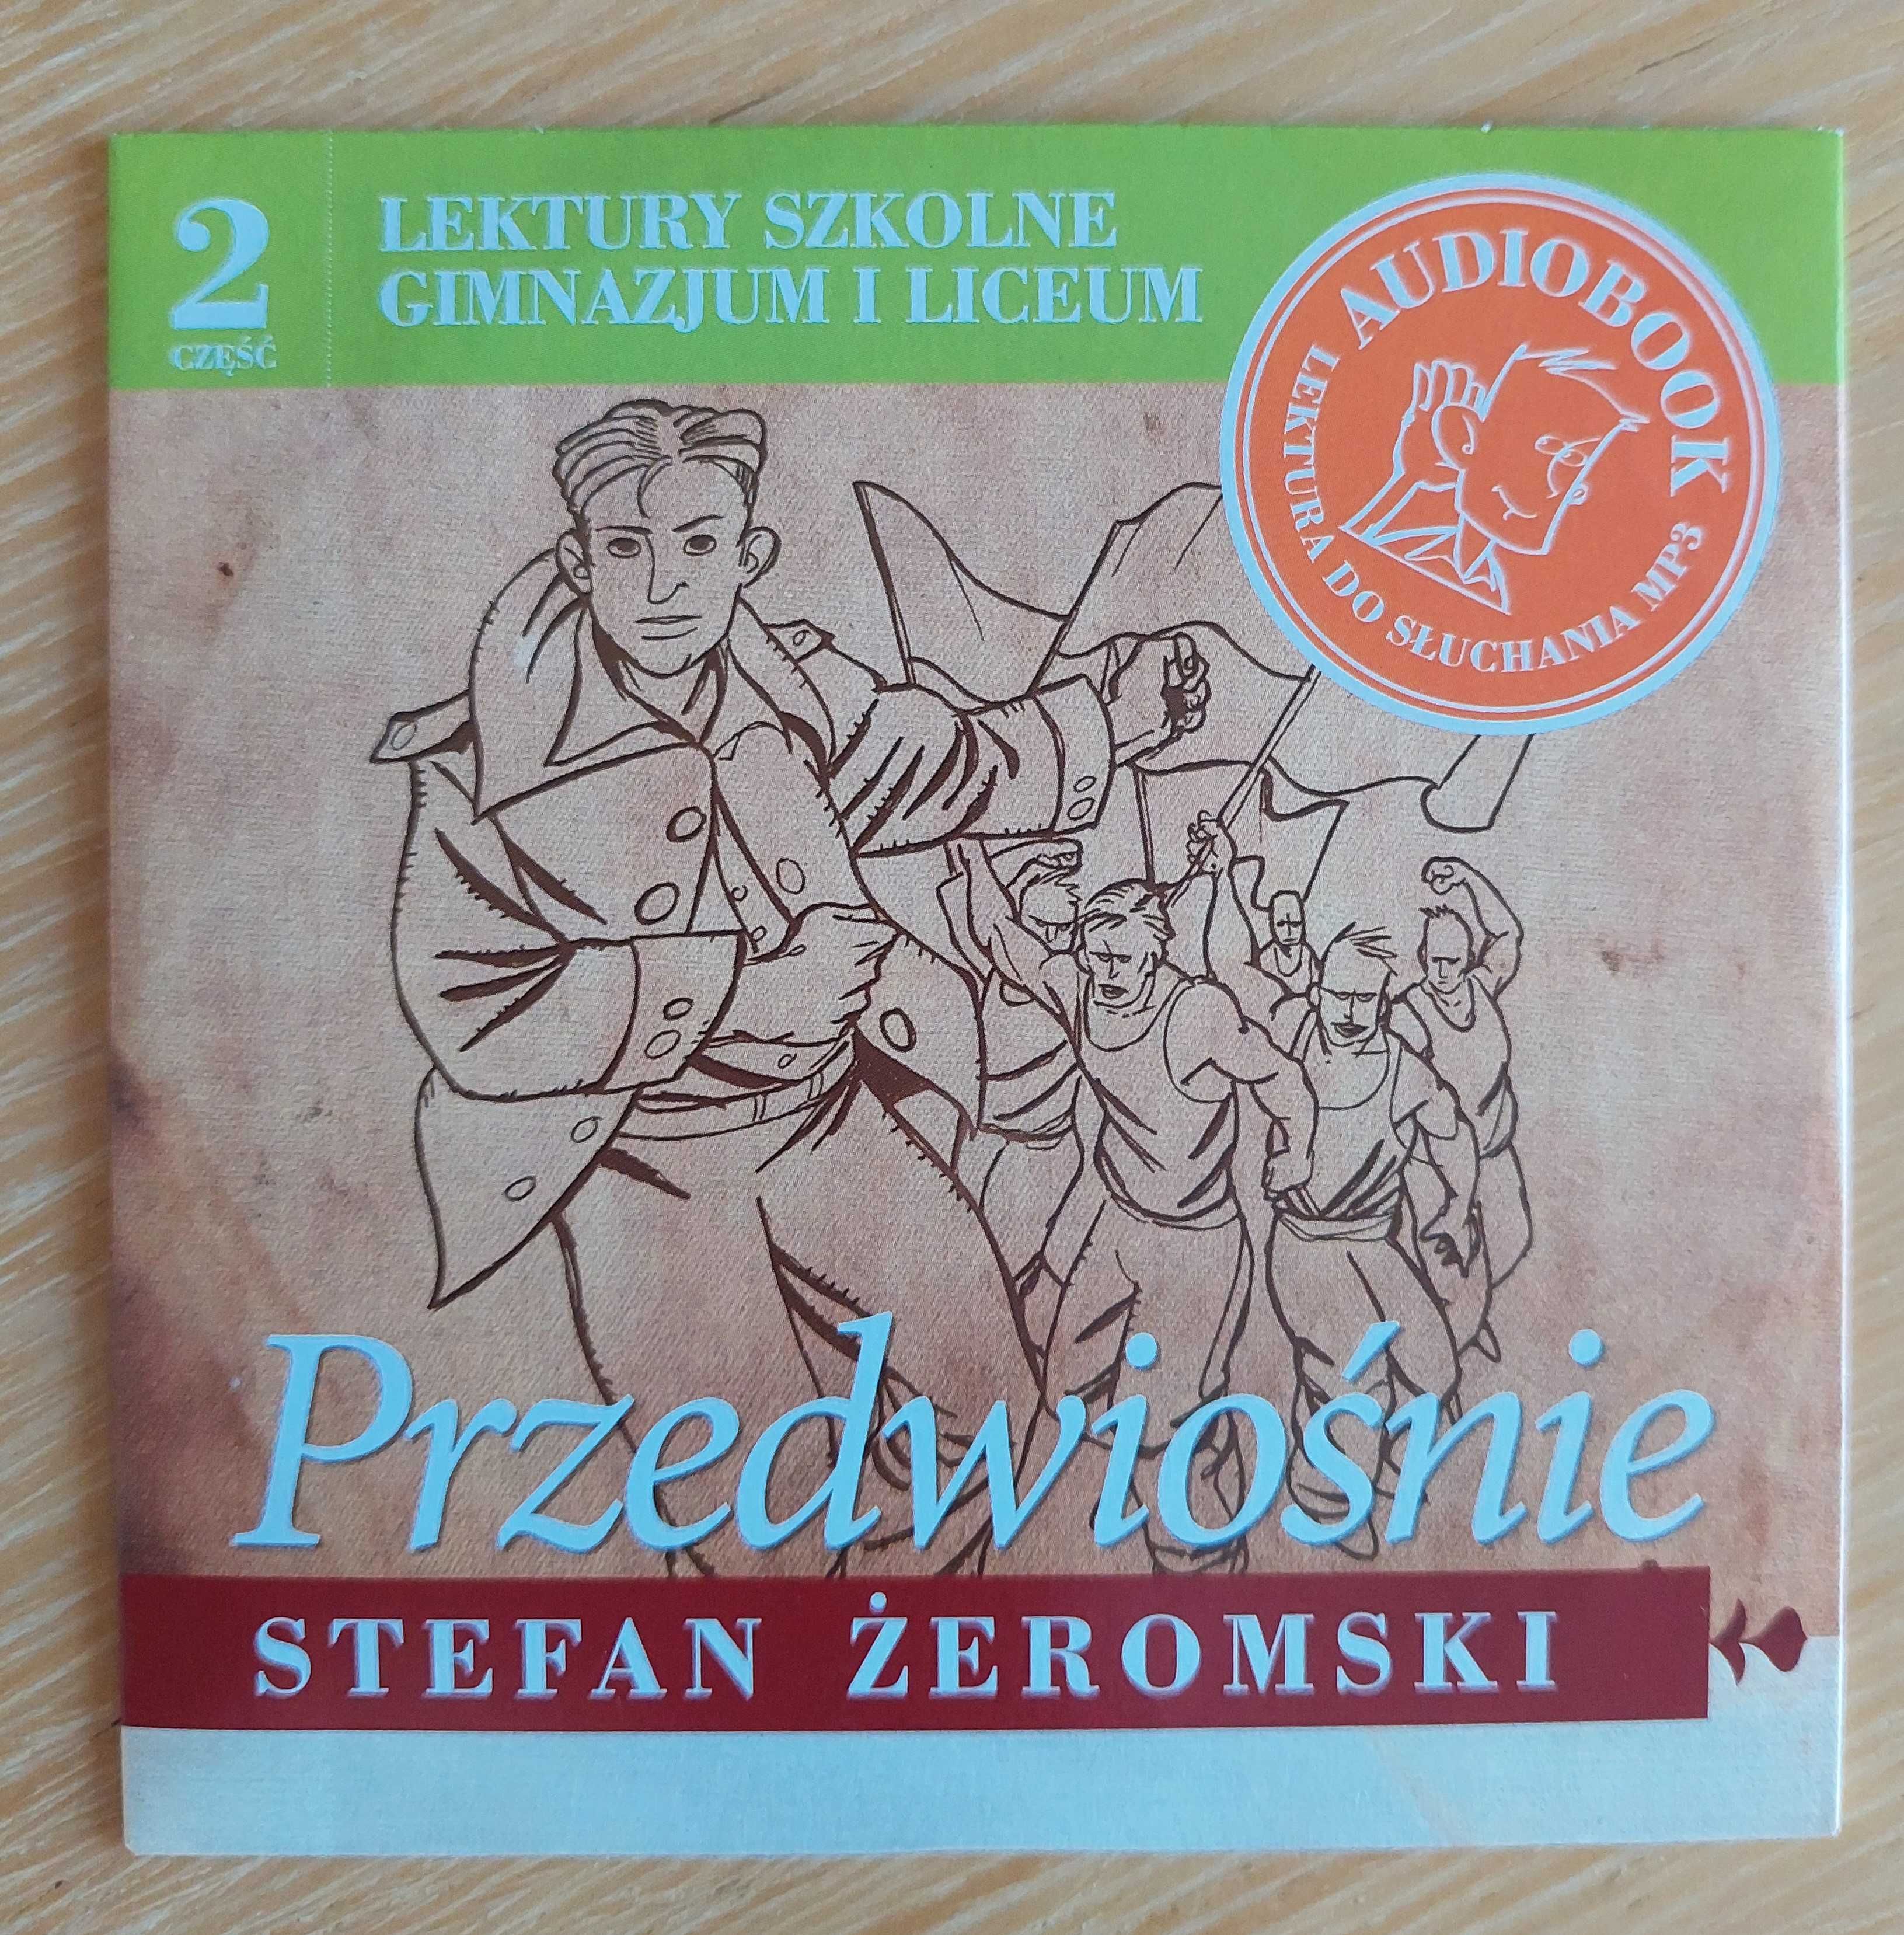 2
CZĘŚĆ
LEKTURY SZKOLNE
GIMNAZJUM I LICEUM
AUDIOBOOK
LEKTURA DO SŁUCHANIA MP3
Przedwiośnie
STEFAN ŻEROMSKI